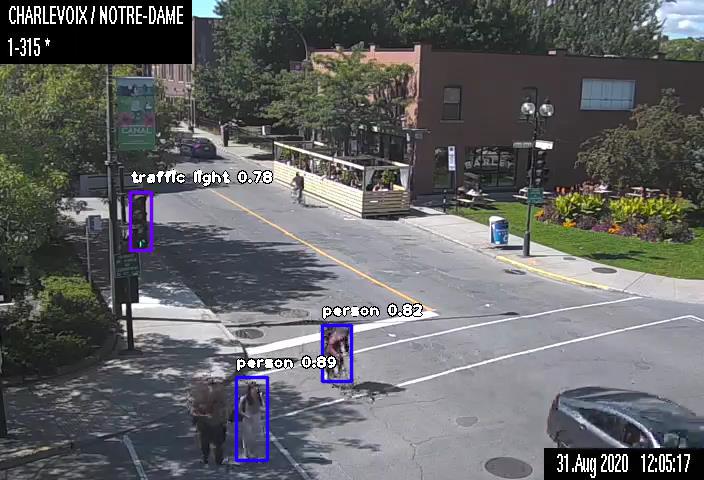 CHARLEVOIX / NOTRE-DAME
1-315 *
CANAL
traffic light 0.78
person 0.82
person 0.89
31.Aug 2020 12:05:17